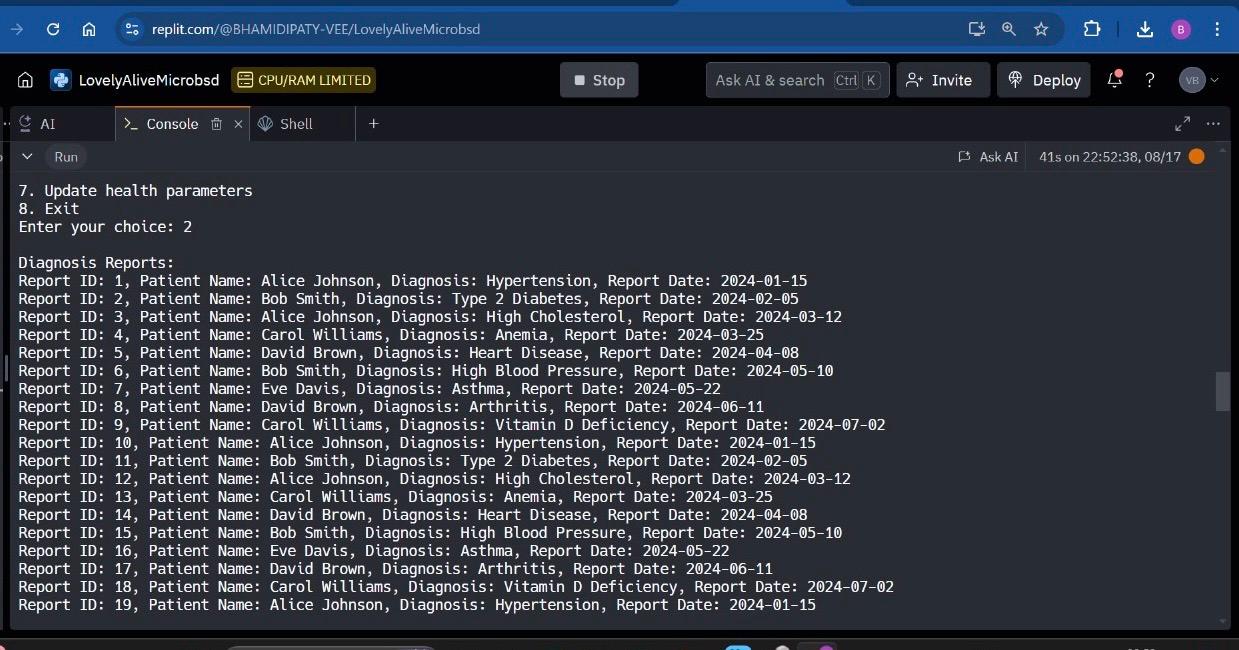 replit.com/@BHAMIDIPATY-VEE/LovelyAliveMicrobsd
B
LovelyAliveMicrobsd CPU/RAM LIMITED Stop Ask AI & search Ctrl K Invite Deploy ? VB
AI Console Shell
Run Ask AI 41s on 22:52:38, 08/17
7. Update health parameters
8. Exit
Enter your choice: 2
Diagnosis Reports:
Report ID: 1, Patient Name: Alice Johnson, Diagnosis: Hypertension, Report Date: 2024-01-15
Report ID: 2, Patient Name: Bob Smith, Diagnosis: Type 2 Diabetes, Report Date: 2024-02-05
Report ID: 3, Patient Name: Alice Johnson, Diagnosis: High Cholesterol, Report Date: 2024-03-12
Report ID: 4, Patient Name: Carol Williams, Diagnosis: Anemia, Report Date: 2024-03-25
Report ID: 5, Patient Name: David Brown, Diagnosis: Heart Disease, Report Date: 2024-04-08
Report ID: 6, Patient Name: Bob Smith, Diagnosis: High Blood Pressure, Report Date: 2024-05-10
Report ID: 7, Patient Name: Eve Davis, Diagnosis: Asthma, Report Date: 2024-05-22
Report ID: 8, Patient Name: David Brown, Diagnosis: Arthritis, Report Date: 2024-06-11
Report ID: 9, Patient Name: Carol Williams, Diagnosis: Vitamin D Deficiency, Report Date: 2024-07-02
Report ID: 10, Patient Name: Alice Johnson, Diagnosis: Hypertension, Report Date: 2024-01-15
Report ID: 11, Patient Name: Bob Smith, Diagnosis: Type 2 Diabetes, Report Date: 2024-02-05
Report ID: 12, Patient Name: Alice Johnson, Diagnosis: High Cholesterol, Report Date: 2024-03-12
Report ID: 13, Patient Name: Carol Williams, Diagnosis: Anemia, Report Date: 2024-03-25
Report ID: 14, Patient Name: David Brown, Diagnosis: Heart Disease, Report Date: 2024-04-08
Report ID: 15, Patient Name: Bob Smith, Diagnosis: High Blood Pressure, Report Date: 2024-05-10
Report ID: 16, Patient Name: Eve Davis, Diagnosis: Asthma, Report Date: 2024-05-22
Report ID: 17, Patient Name: David Brown, Diagnosis: Arthritis, Report Date: 2024-06-11
Report ID: 18, Patient Name: Carol Williams, Diagnosis: Vitamin D Deficiency, Report Date: 2024-07-02
Report ID: 19, Patient Name: Alice Johnson, Diagnosis: Hypertension, Report Date: 2024-01-15